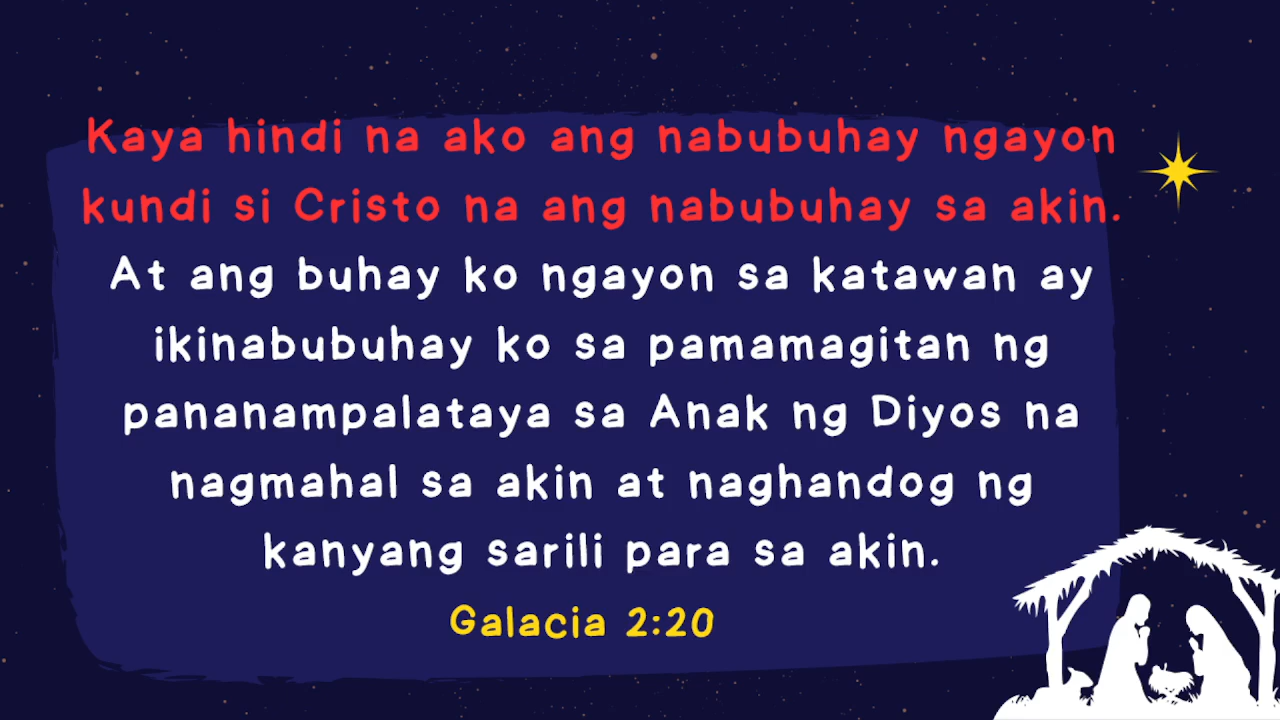 Kaya hindi na ako ang nabubuhay ngayon
kundi si Cristo na ang nabubuhay sa akin.
At ang buhay ko ngayon sa katawan ay
ikinabubuhay ko sa pamamagitan ng
pananampalataya sa Anak ng Diyos na
nagmahal sa akin at naghandog ng
kanyang sarili para sa akin.
Galacia 2:20